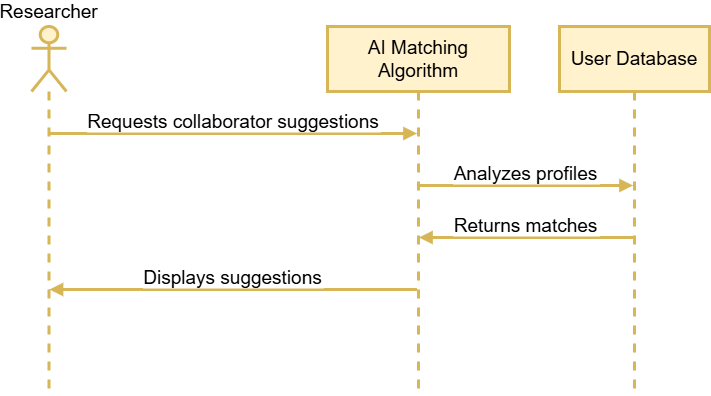 Researcher
AI Matching
Algorithm
User Database
Requests collaborator suggestions
Analyzes profiles
Returns matches
Displays suggestions